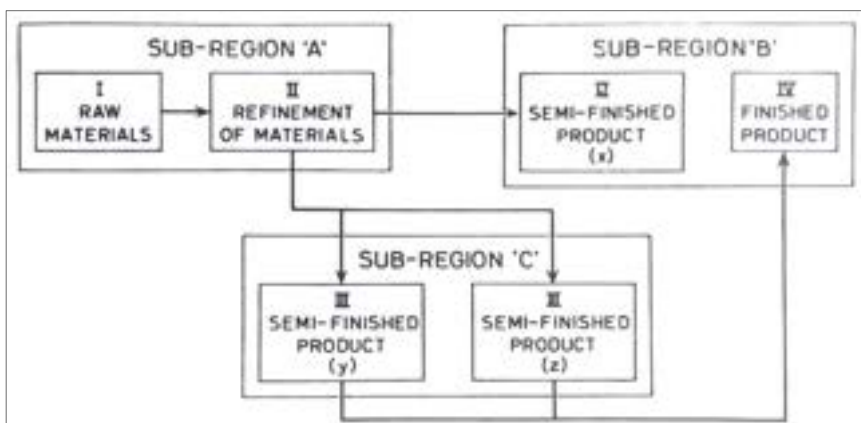 SUB-REGION 'A'
I
RAW
MATERIALS
II
REFINEMENT
OF MATERIALS
SUB-REGION 'B'
SEMI-FINISHED
PRODUCT
(x)
IV
FINISHED
PRODUCT
SUB-REGION 'C'
III
SEMI-FINISHED
PRODUCT
(y)
III
SEMI-FINISHED
PRODUCT
(z)